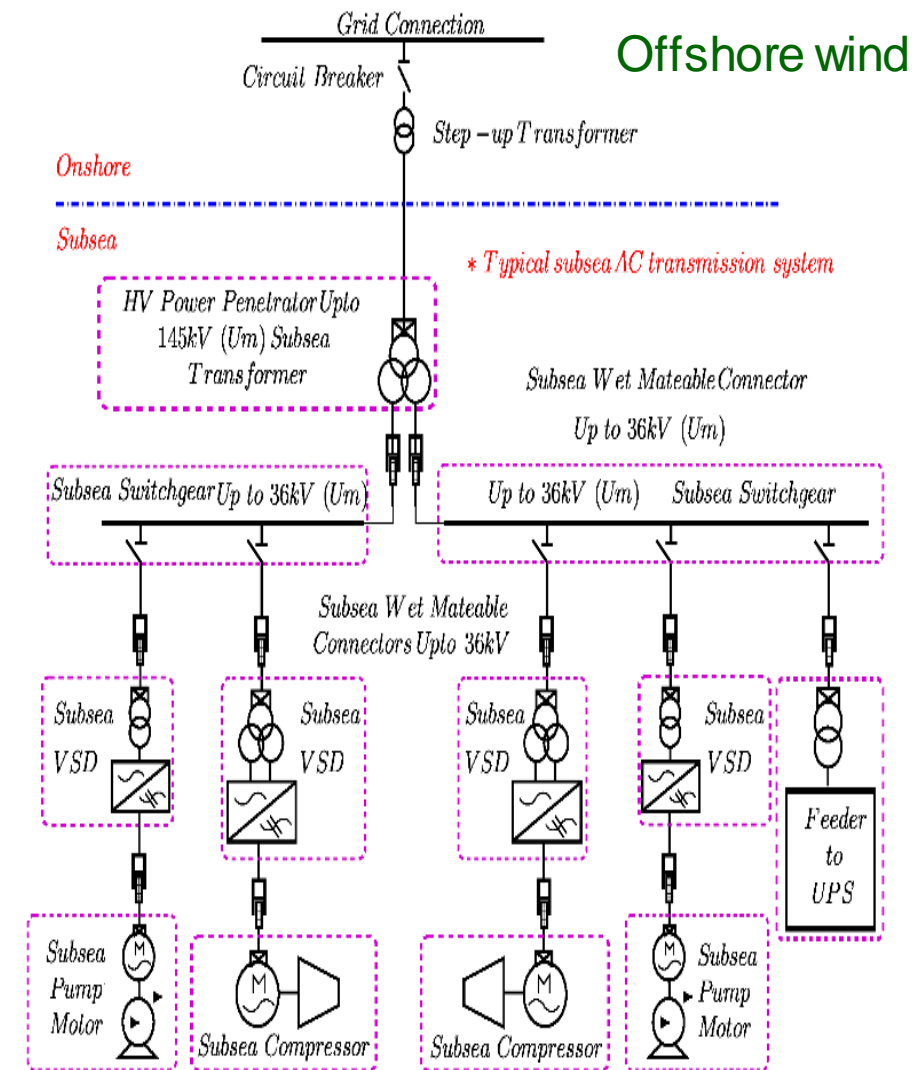 Grid Connection
Offshore wind
Circuit Breaker
Step-up Transformer
Onshore
Subsea
* Typical subsea AC transmission system
HV Power Penetrator Upto
145kV (Um) Subsea
Transformer
Subsea Wet Mateable Connector
Up to 36kV (Um)
Subsea Switchgear Up to 36kV (Um)
Up to 36kV (Um) Subsea Switchgear
Subsea Wet Mateable
Connectors Upto 36kV
Subsea
VSD
Subsea
VSD
Subsea
VSD
Subsea
VSD
Feeder
to
UPS
Subsea
Pump
Motor
M
M
Subsea Compressor
M
Subsea Compressor
M
Subsea
Pump
Motor